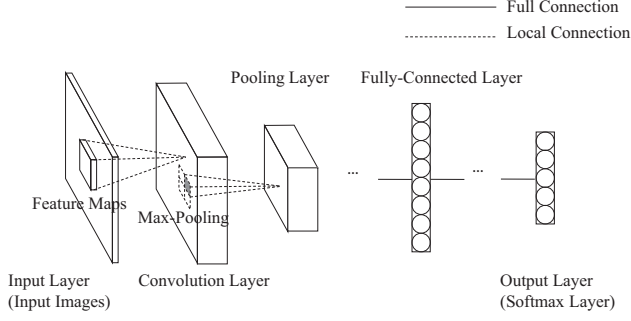 Full Connection
Local Connection
Pooling Layer
Fully-Connected Layer
...
...
Feature Maps
Max-Pooling
Input Layer
(Input Images)
Convolution Layer
Output Layer
(Softmax Layer)